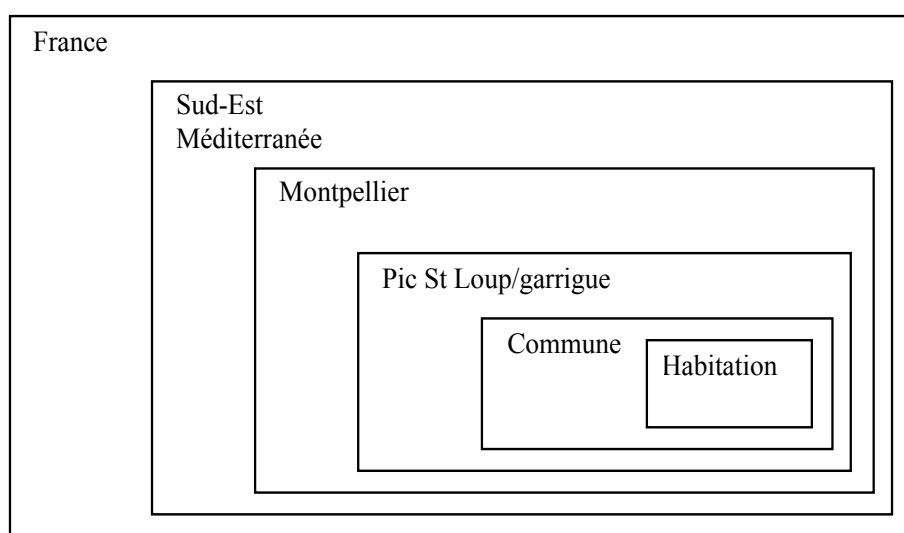 France
Sud-Est
Méditerranée
Montpellier
Pic St Loup/garrigue
Commune
Habitation